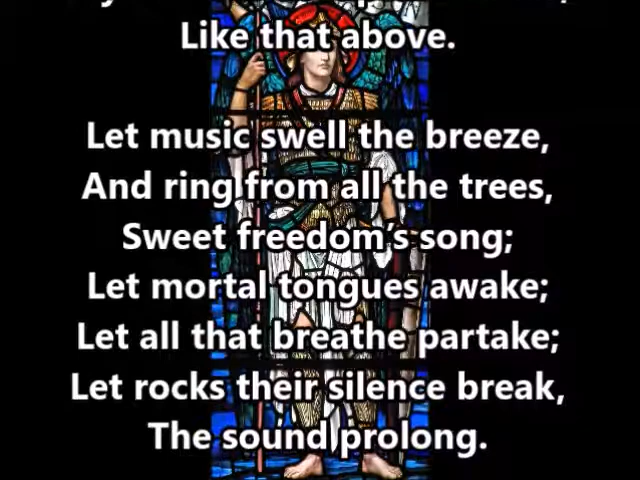 Like that above.
Let music swell the breeze,
And ring from all the trees,
Sweet freedom's song;
Let mortal tongues awake;
Let all that breathe partake;
Let rocks their silence break,
The sound prolong.